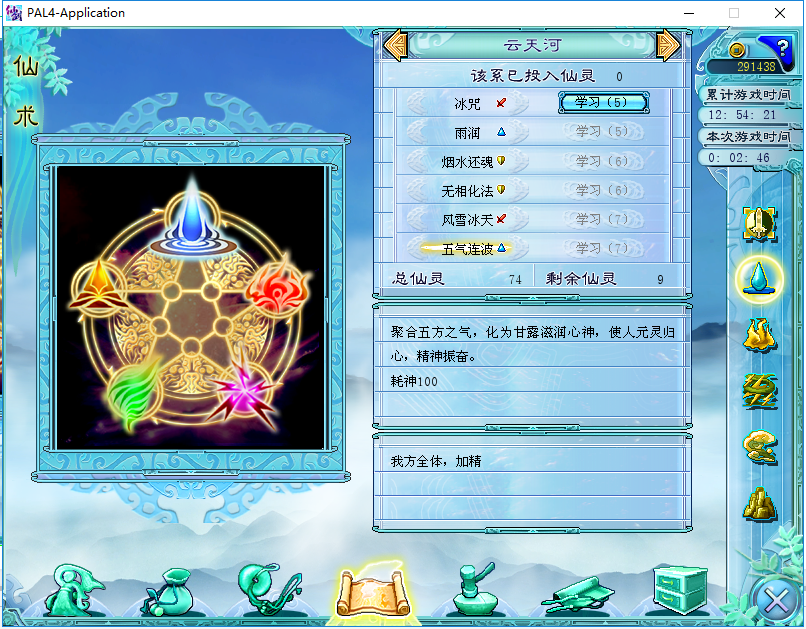 PAL4-Application
仙术
云天河
该系已投入仙灵 0
冰咒 学习（5）
雨润 学习（5）
烟水还魂 学习（6）
无相化法 学习（6）
风雪冰天 学习（7）
五气连波 学习（7）
总仙灵 74 剩余仙灵 9
聚合五方之气，化为甘露滋润心神，使人元灵归
心，精神振奋。
耗神100
我方全体，加精
?
291438
累计游戏时间
12: 54: 21
本次游戏时间
0: 02: 46